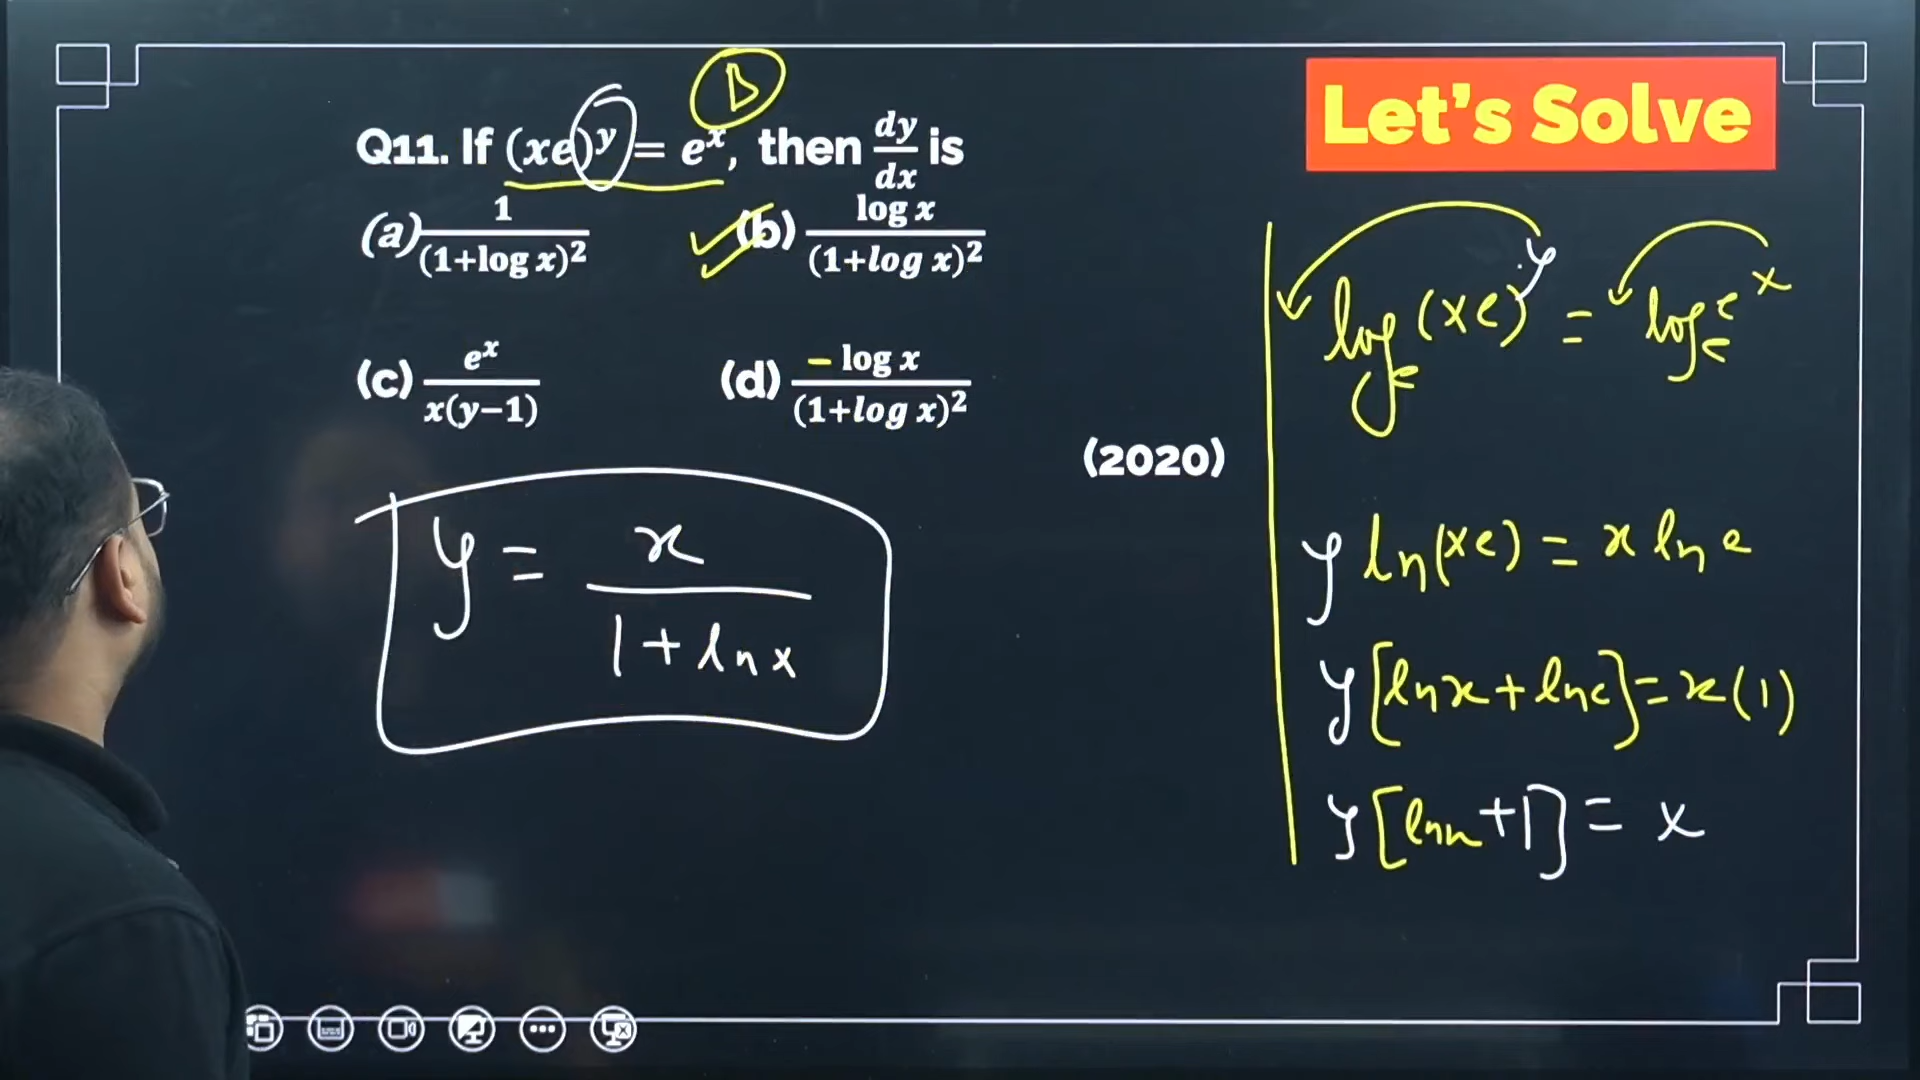 Let's Solve
D
Q11. If (xe)^y = e^x, then dy/dx is
(a) 1/(1+log x)^2
(b) log x/(1+log x)^2
(c) e^x/x(y−1)
(d) − log x/(1+log x)^2
(2020)
y = x/(1 + ln x)
log_e (xe)^y = log_e e^x
y ln(xe) = x ln e
y[ln x + ln e] = x(1)
y[ln x + 1] = x